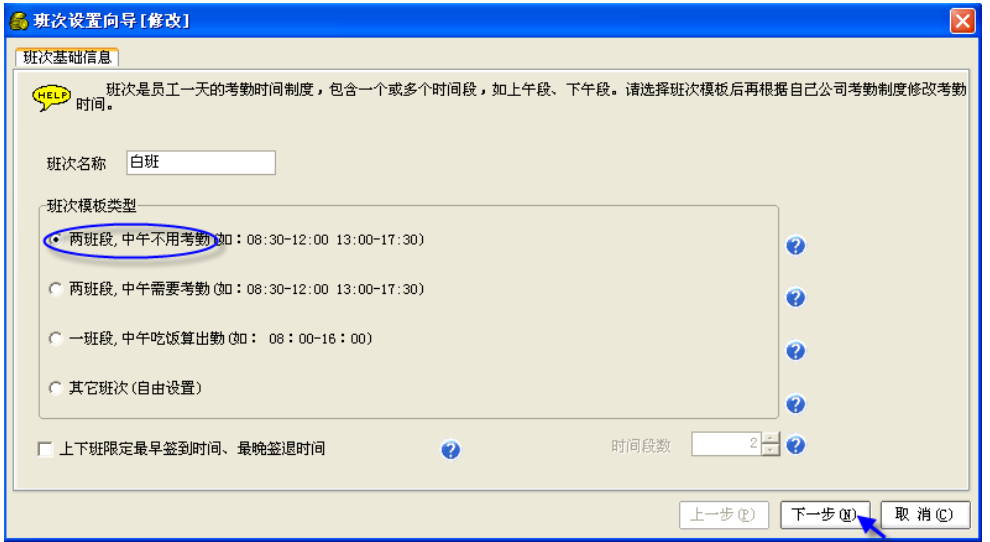 班次设置向导[修改]
班次基础信息
HELP
班次是员工一天的考勤时间制度，包含一个或多个时间段，如上午段、下午段。请选择班次模板后再根据自己公司考勤制度修改考勤
时间。
班次名称 白班
班次模板类型
两班段,中午不用考勤(如：08:30-12:00 13:00-17:30)
两班段,中午需要考勤(如：08:30-12:00 13:00-17:30)
一班段,中午吃饭算出勤(如： 08：00-16：00)
其它班次(自由设置)
上下班限定最早签到时间、最晚签退时间 时间段数 2
上一步(P) 下一步(N) 取 消(C)